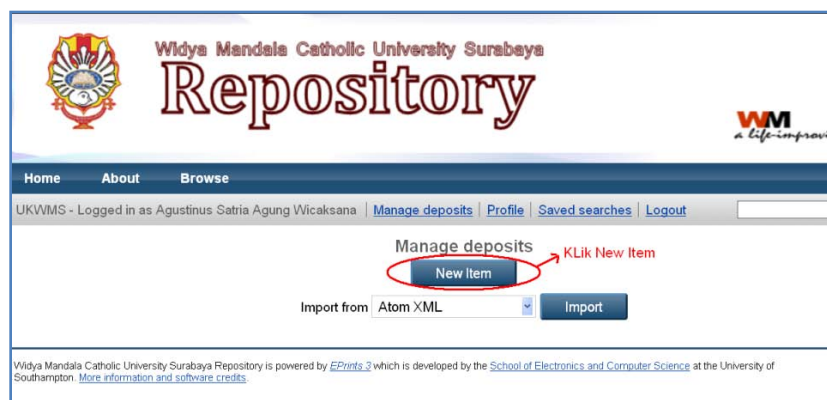 Widya Mandala Catholic University Surabaya
Repository
WM
a life-improvi
Home About Browse
UKWMS - Logged in as Agustinus Satria Agung Wicaksana | Manage deposits | Profile | Saved searches | Logout
Manage deposits
New Item
KLik New Item
Import from Atom XML Import
Widya Mandala Catholic University Surabaya Repository is powered by EPrints 3 which is developed by the School of Electronics and Computer Science at the University of
Southampton. More information and software credits.